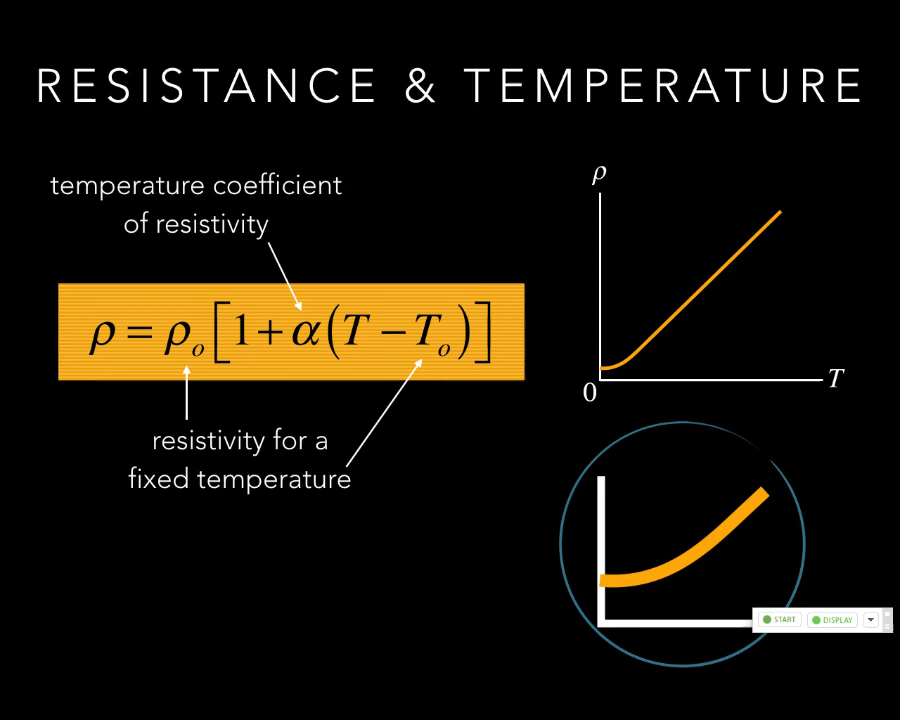 RESISTANCE & TEMPERATURE
temperature coefficient
of resistivity
ρ = ρₒ[1+α(T−Tₒ)]
resistivity for a
fixed temperature
ρ
T
0
START DISPLAY